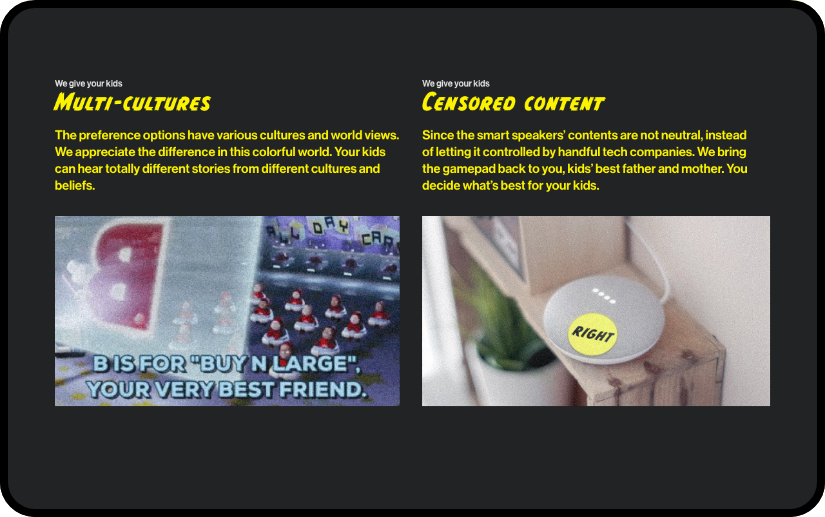 We give your kids
Multi-cultures
The preference options have various cultures and world views.
We appreciate the difference in this colorful world. Your kids
can hear totally different stories from different cultures and
beliefs.
ALL DAY CAR
B
B IS FOR "BUY N LARGE",
YOUR VERY BEST FRIEND.
We give your kids
Censored content
Since the smart speakers' contents are not neutral, instead
of letting it controlled by handful tech companies. We bring
the gamepad back to you, kids' best father and mother. You
decide what's best for your kids.
RIGHT